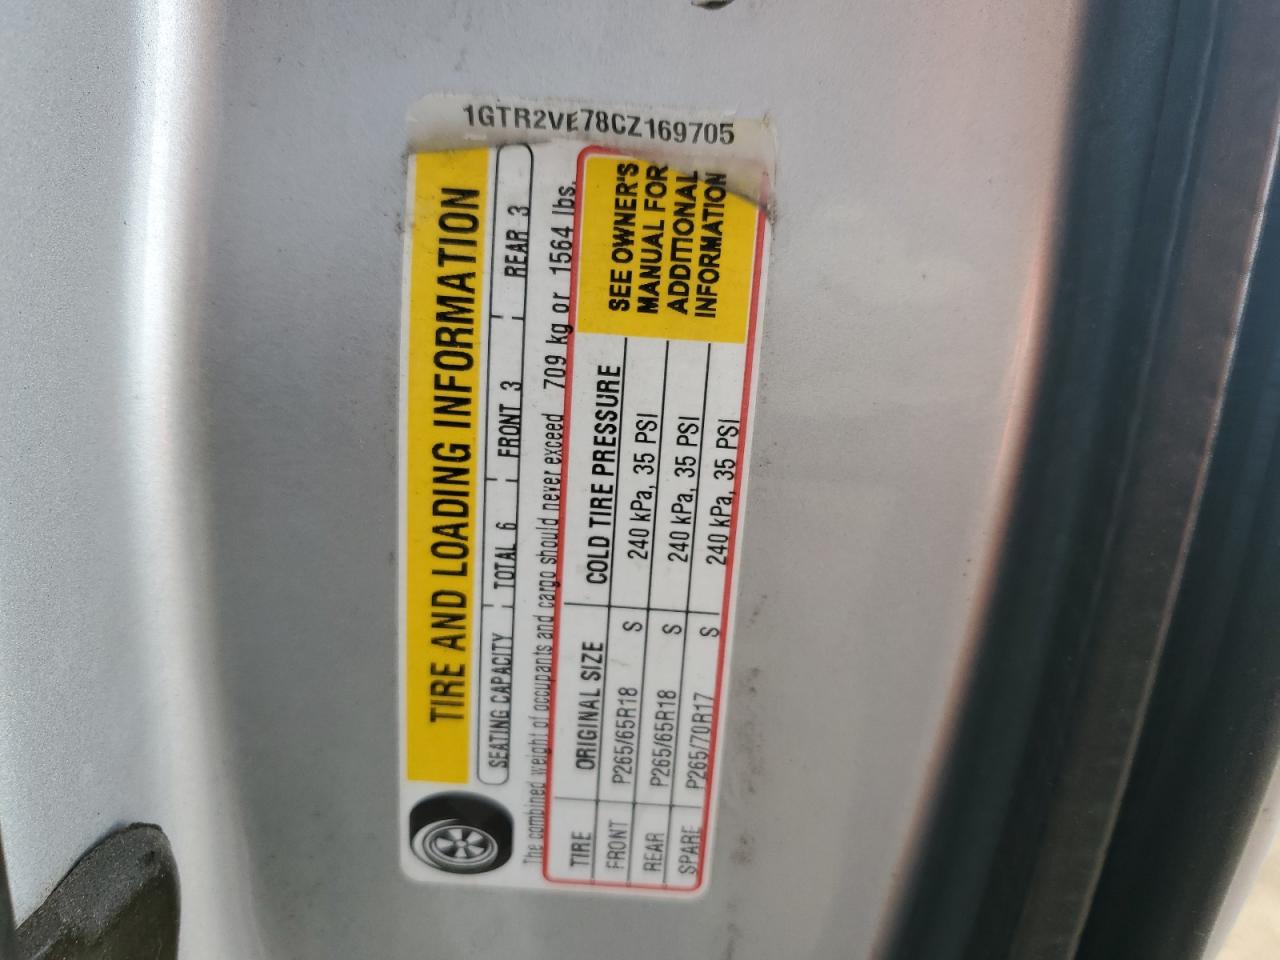 1GTR2VE78CZ169705
TIRE AND LOADING INFORMATION
SEATING CAPACITY TOTAL 6 FRONT 3 REAR 3
The combined weight of occupants and cargo should never exceed 709 kg or 1564 lbs.
TIRE ORIGINAL SIZE COLD TIRE PRESSURE
FRONT P265/65R18 S 240 kPa, 35 PSI
REAR P265/65R18 S 240 kPa, 35 PSI
SPARE P265/70R17 S 240 kPa, 35 PSI
SEE OWNER'S
MANUAL FOR
ADDITIONAL
INFORMATION